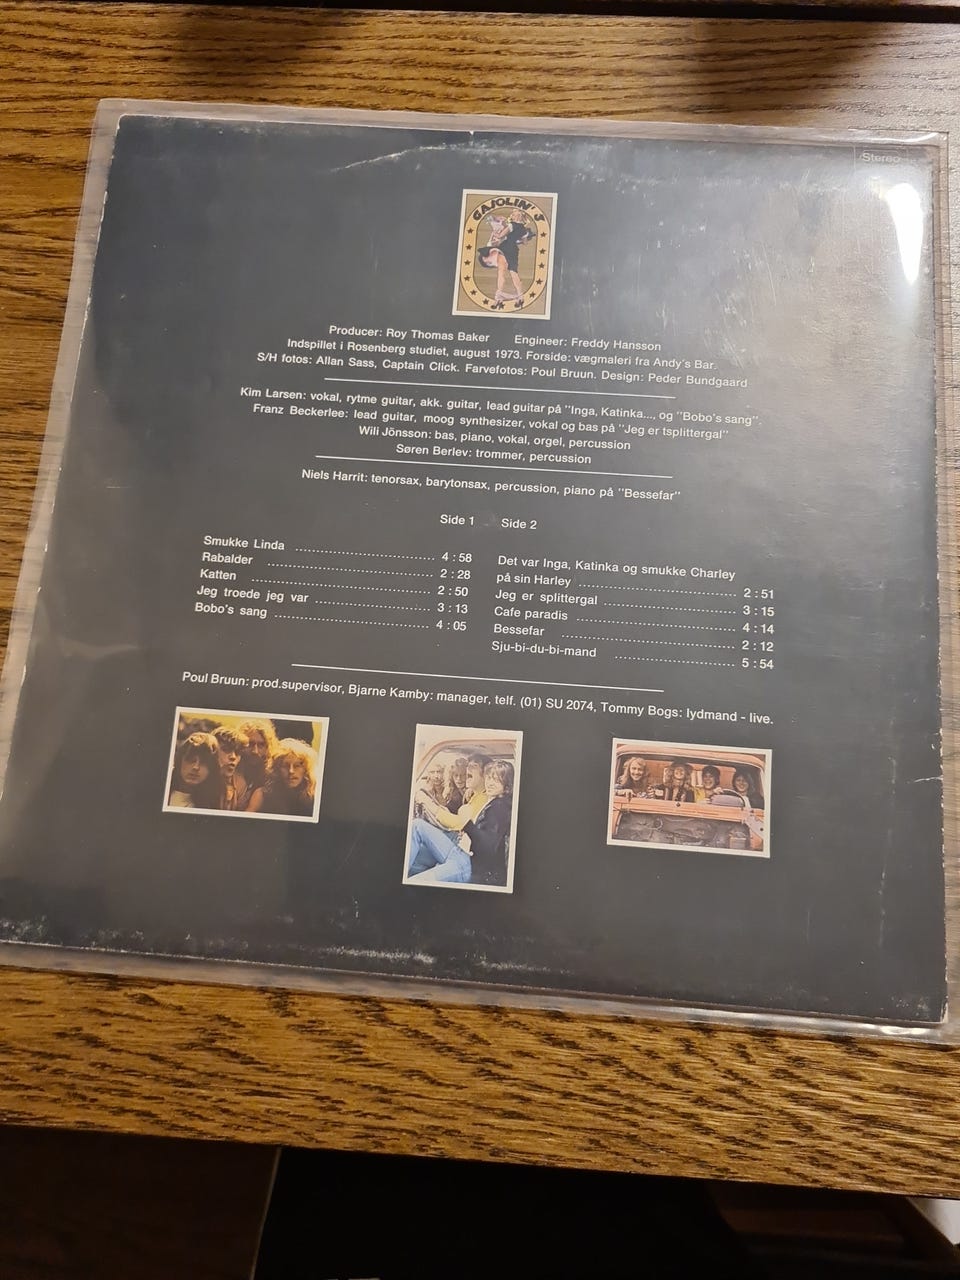 Stereo
GASOLIN' 3
Producer: Roy Thomas Baker Engineer: Freddy Hansson
Indspillet i Rosenberg studiet, august 1973. Forside: vægmaleri fra Andy's Bar.
S/H fotos: Allan Sass, Captain Click. Farvefotos: Poul Bruun. Design: Peder Bundgaard
Kim Larsen: vokal, rytme guitar, akk. guitar, lead guitar på "Inga, Katinka..., og "Bobo's sang".
Franz Beckerlee: lead guitar, moog synthesizer, vokal og bas på "Jeg er tsplittergal"
Wili Jönsson: bas, piano, vokal, orgel, percussion
Søren Berlev: trommer, percussion
Niels Harrit: tenorsax, barytonsax, percussion, piano på "Bessefar"
Side 1 Side 2
Smukke Linda ........................ 4 : 58
Rabalder ........................ 2 : 28
Katten ........................ 2 : 50
Jeg troede jeg var ........................ 3 : 13
Bobo's sang ........................ 4 : 05
Det var Inga, Katinka og smukke Charley
på sin Harley ........................ 2 : 51
Jeg er splittergal ........................ 3 : 15
Cafe paradis ........................ 4 : 14
Bessefar ........................ 2 : 12
Sju-bi-du-bi-mand ........................ 5 : 54
Poul Bruun: prod.supervisor, Bjarne Kamby: manager, telf. (01) SU 2074, Tommy Bogs: lydmand - live.